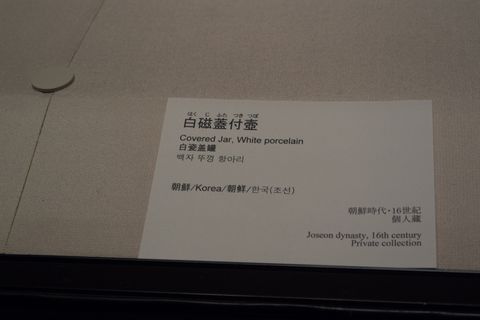 はく じ ふた つき つぼ
白磁蓋付壺
Covered Jar, White porcelain
白瓷盖罐
백자 뚜껑 항아리
朝鮮/Korea/朝鮮/한국(조선)
朝鮮時代・16世紀
個人蔵
Joseon dynasty, 16th century
Private collection